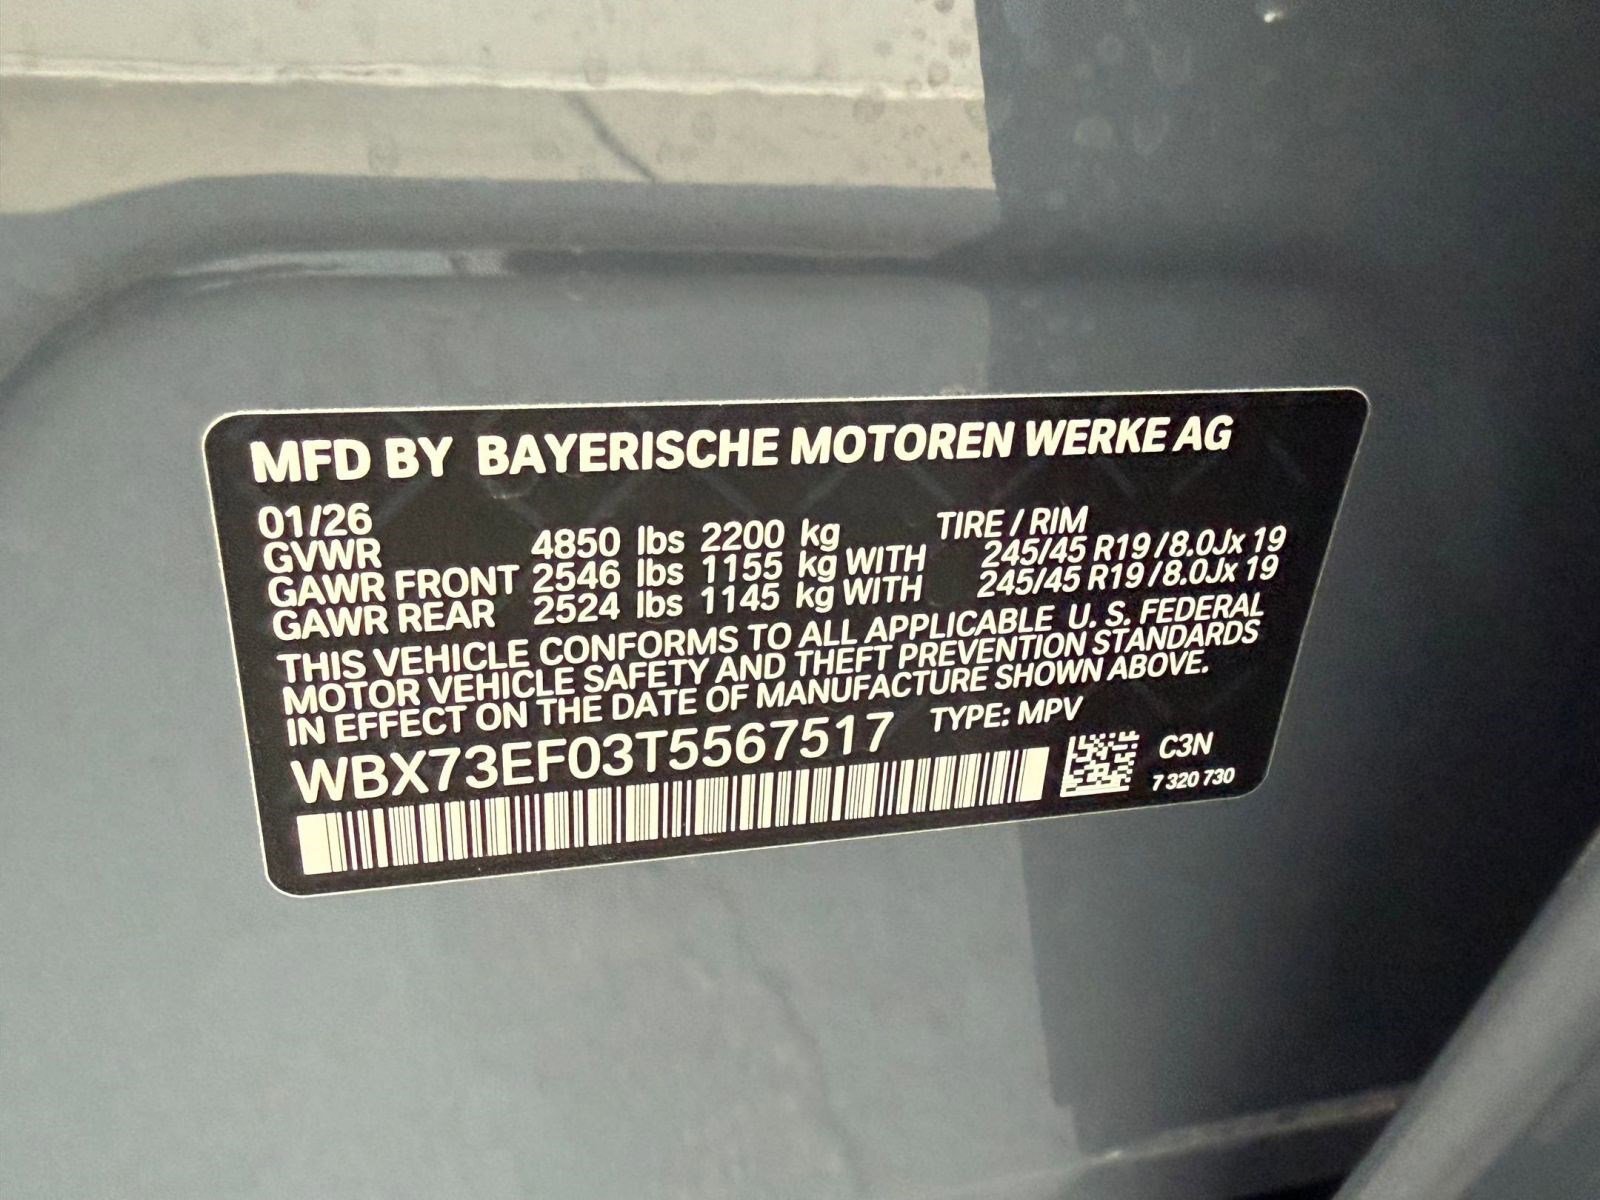 MFD BY BAYERISCHE MOTOREN WERKE AG
01/26 TIRE / RIM
GVWR 4850 lbs 2200 kg
GAWR FRONT 2546 lbs 1155 kg WITH 245/45 R19 / 8.0Jx 19
GAWR REAR 2524 lbs 1145 kg WITH 245/45 R19 / 8.0Jx 19
THIS VEHICLE CONFORMS TO ALL APPLICABLE U. S. FEDERAL
MOTOR VEHICLE SAFETY AND THEFT PREVENTION STANDARDS
IN EFFECT ON THE DATE OF MANUFACTURE SHOWN ABOVE.
WBX73EF03T5567517 TYPE: MPV
C3N
7 320 730